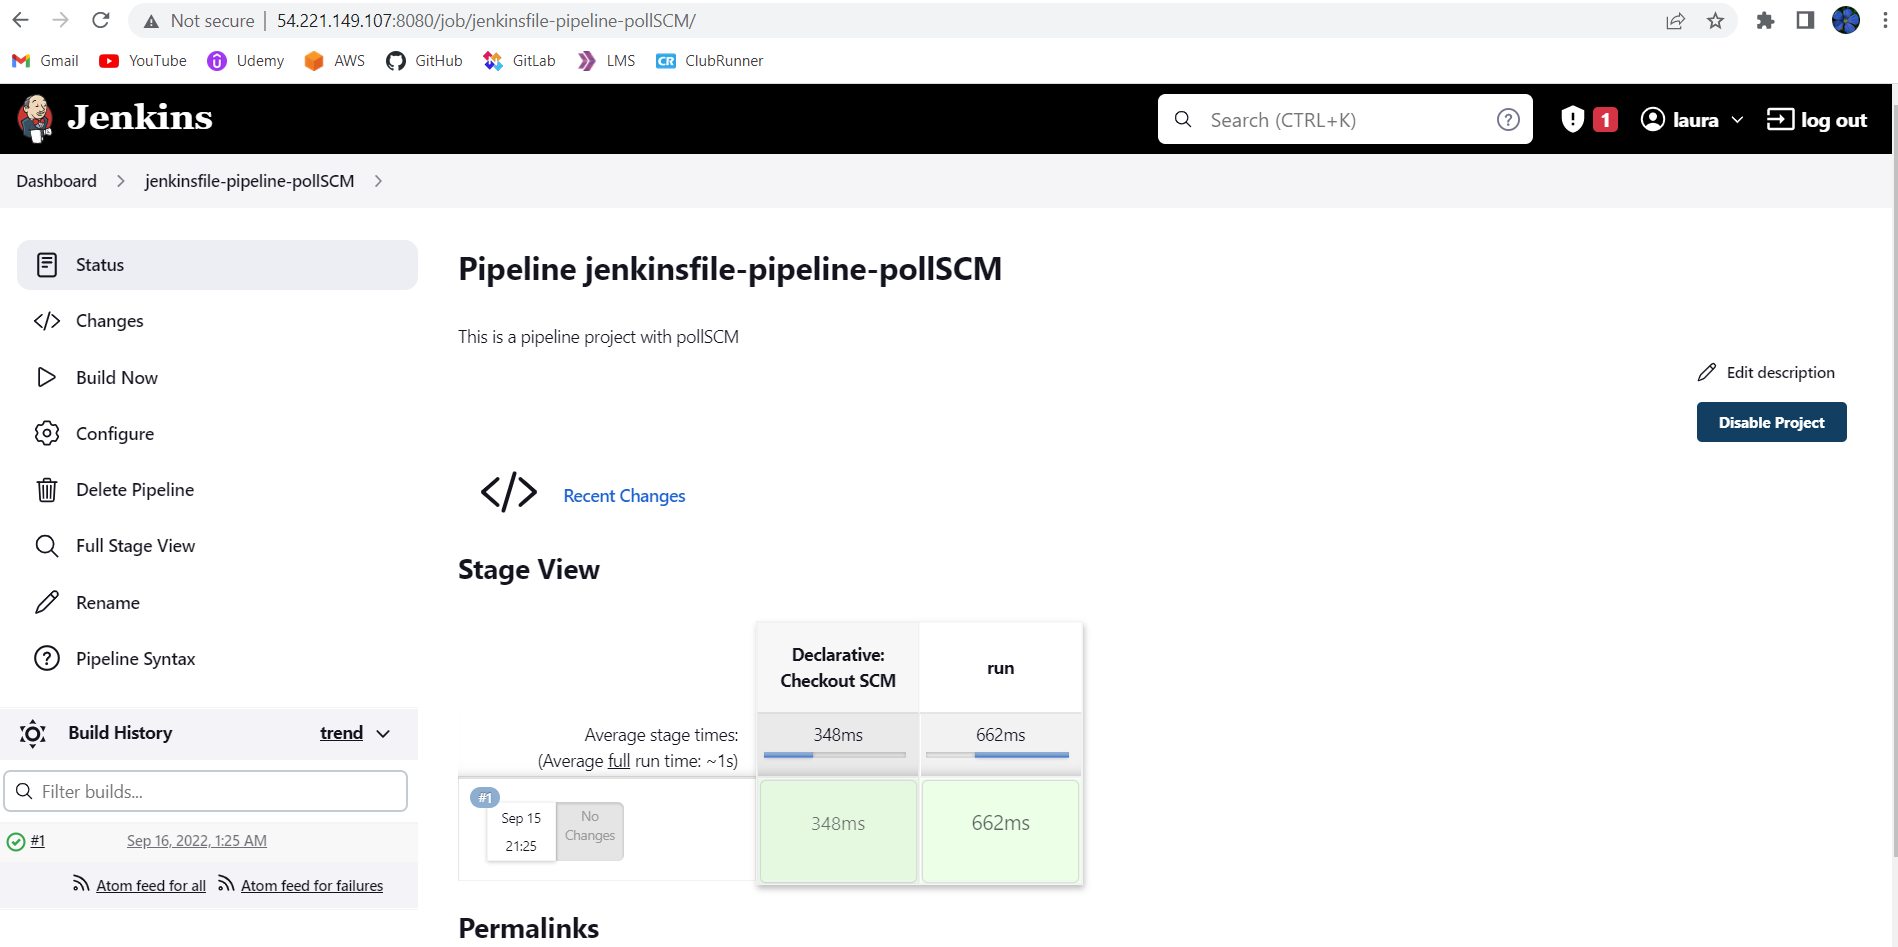 Not secure | 54.221.149.107:8080/job/jenkinsfile-pipeline-pollSCM/
Gmail YouTube Udemy AWS GitHub GitLab LMS CR ClubRunner
Jenkins
Search (CTRL+K) ?
! 1 laura log out
Dashboard jenkinsfile-pipeline-pollSCM
Status
Changes
Build Now
Configure
Delete Pipeline
Full Stage View
Rename
Pipeline Syntax
Build History trend
Filter builds...
#1 Sep 16, 2022, 1:25 AM
Atom feed for all Atom feed for failures
Pipeline jenkinsfile-pipeline-pollSCM
This is a pipeline project with pollSCM
Edit description
Disable Project
</> Recent Changes
Stage View
Declarative:
Checkout SCM
run
Average stage times:
(Average full run time: ~1s)
348ms 662ms
#1
Sep 15
21:25
No
Changes
348ms 662ms
Permalinks